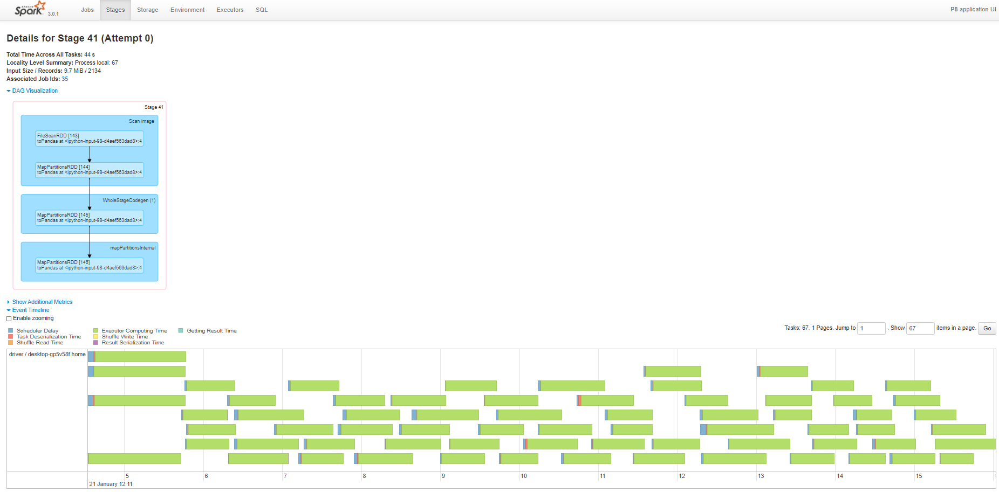 APACHE
Spark 3.0.1 Jobs Stages Storage Environment Executors SQL P8 application UI
Details for Stage 41 (Attempt 0)
Total Time Across All Tasks: 44 s
Locality Level Summary: Process local: 67
Input Size / Records: 9.7 MiB / 2134
Associated Job Ids: 35
DAG Visualization
Stage 41
Scan image
FileScanRDD [143]
toPandas at <ipython-input-98-d4aef563dad8>:4
MapPartitionsRDD [144]
toPandas at <ipython-input-98-d4aef563dad8>:4
WholeStageCodegen (1)
MapPartitionsRDD [145]
toPandas at <ipython-input-98-d4aef563dad8>:4
mapPartitionsInternal
MapPartitionsRDD [146]
toPandas at <ipython-input-98-d4aef563dad8>:4
Show Additional Metrics
Event Timeline
Enable zooming
Scheduler Delay Executor Computing Time Getting Result Time
Task Deserialization Time Shuffle Write Time
Shuffle Read Time Result Serialization Time
Tasks: 67. 1 Pages. Jump to 1 . Show 67 items in a page. Go
driver / desktop-gp5v58f.home
5 6 7 8 9 10 11 12 13 14 15
21 January 12:11